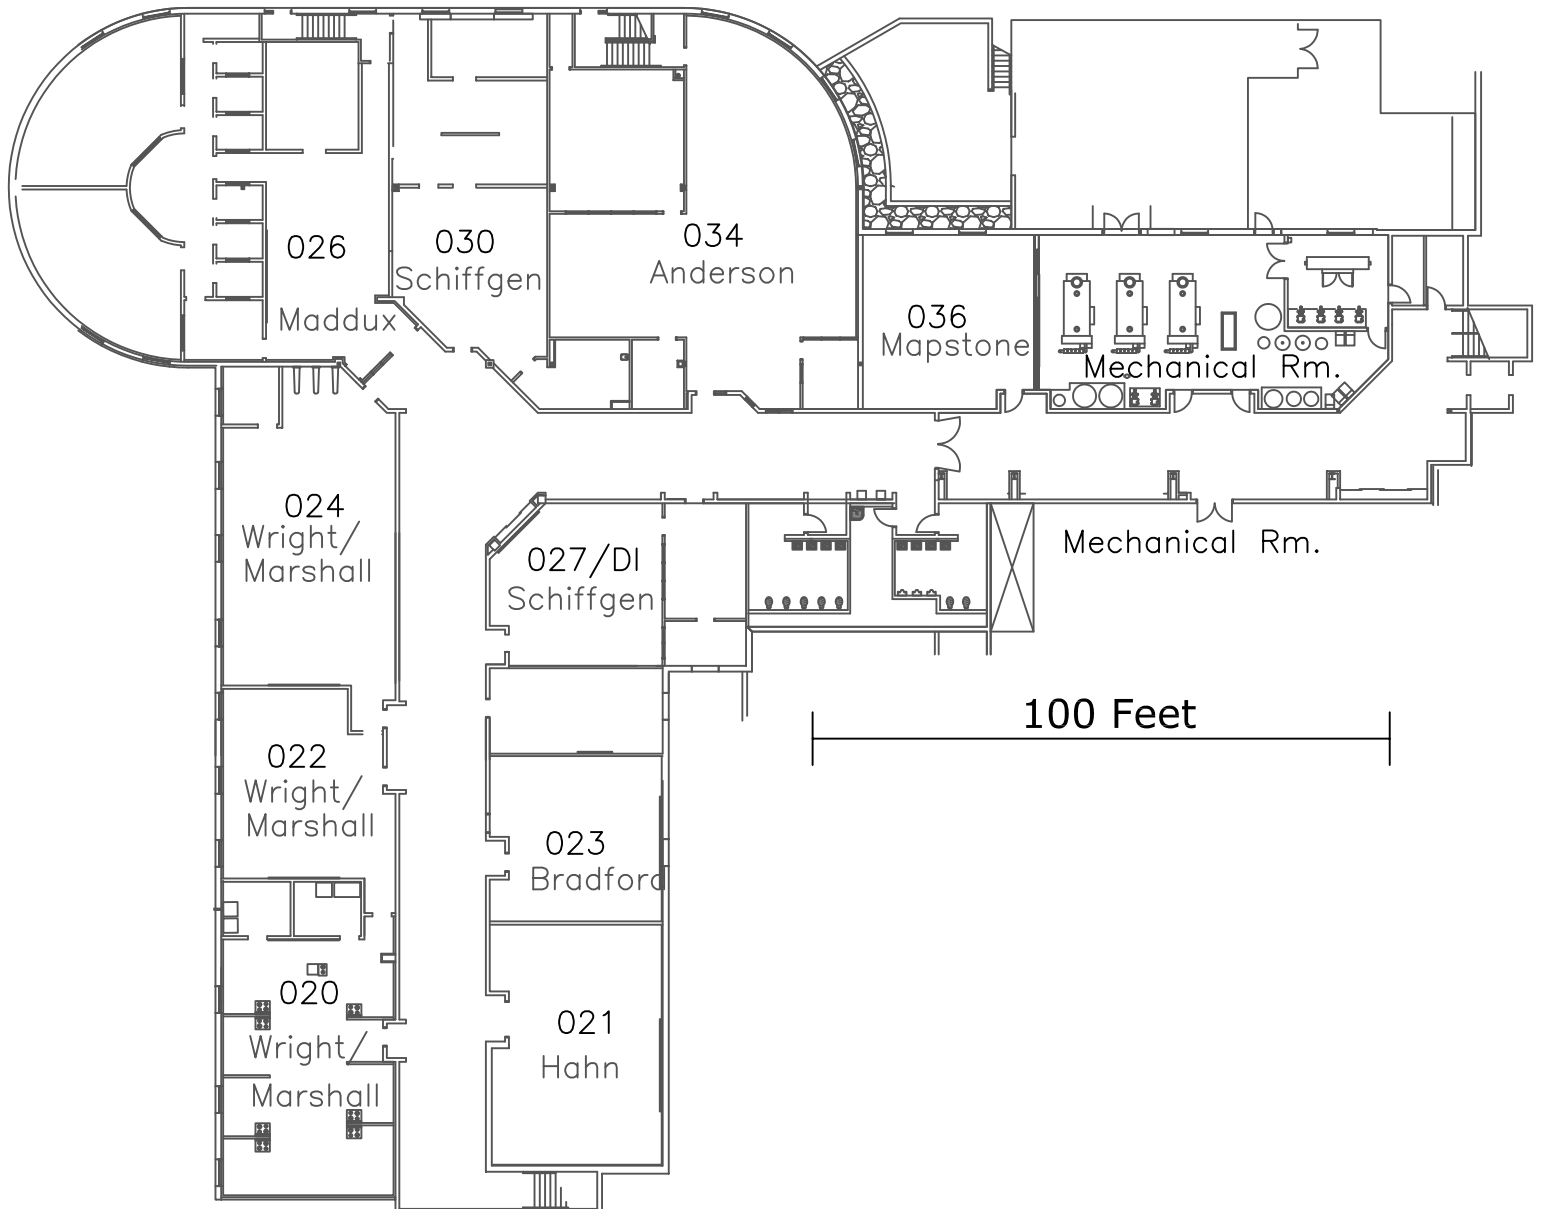 026
Maddux
030
Schiffgen
034
Anderson
036
Mapstone
Mechanical Rm.
024
Wright/
Marshall
027/DI
Schiffgen
Mechanical Rm.
100 Feet
022
Wright/
Marshall
023
Bradford
020
Wright/
Marshall
021
Hahn